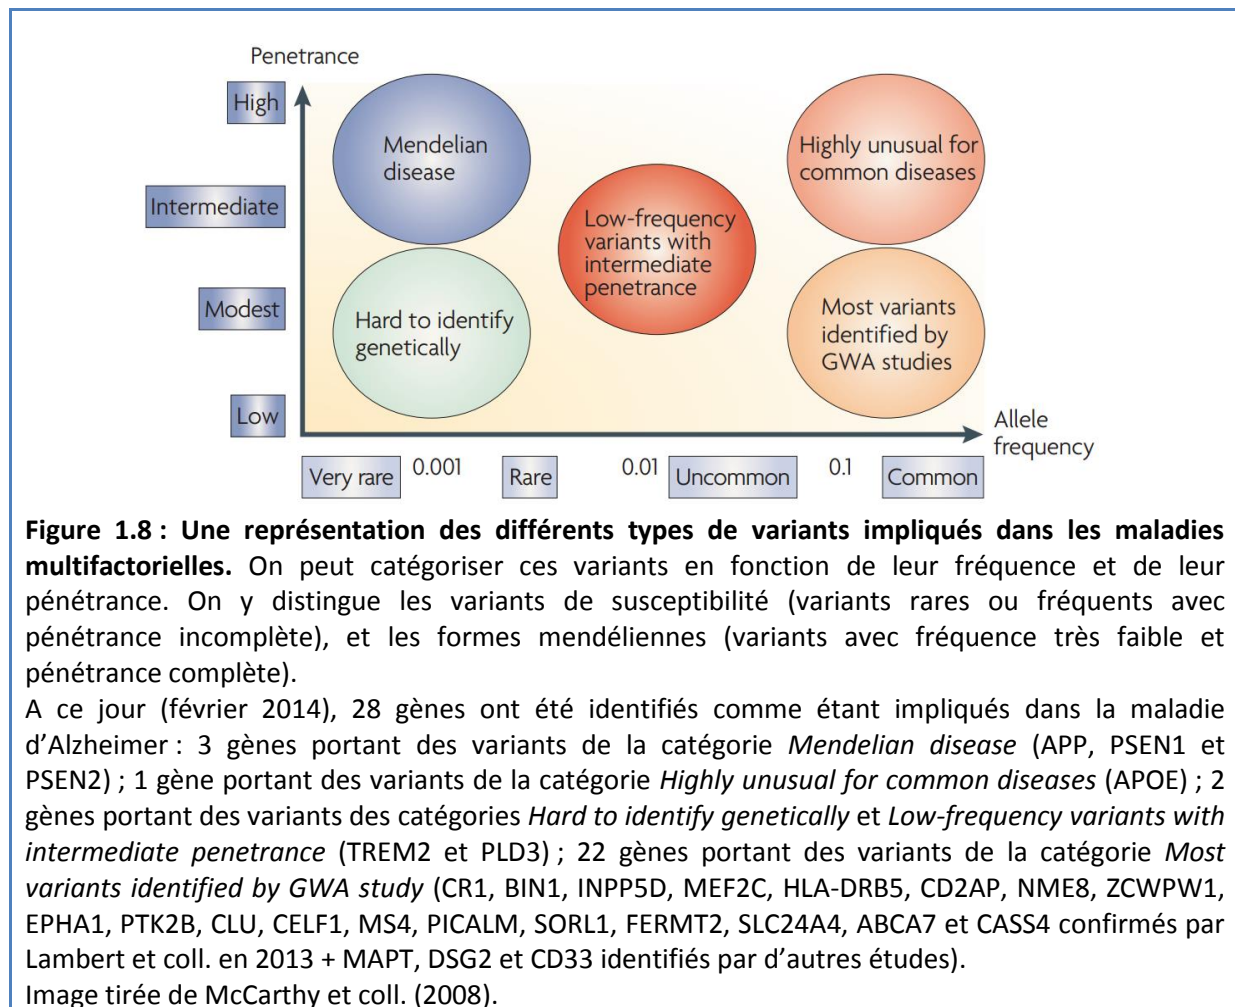 Penetrance
High
Intermediate
Modest
Low
Mendelian
disease
Highly unusual for
common diseases
Low-frequency
variants with
intermediate
penetrance
Hard to identify
genetically
Most variants
identified by
GWA studies
Allele
frequency
Very rare 0.001 Rare 0.01 Uncommon 0.1 Common
Figure 1.8 : Une représentation des différents types de variants impliqués dans les maladies
multifactorielles. On peut catégoriser ces variants en fonction de leur fréquence et de leur
pénétrance. On y distingue les variants de susceptibilité (variants rares ou fréquents avec
pénétrance incomplète), et les formes mendéliennes (variants avec fréquence très faible et
pénétrance complète).
A ce jour (février 2014), 28 gènes ont été identifiés comme étant impliqués dans la maladie
d’Alzheimer : 3 gènes portant des variants de la catégorie Mendelian disease (APP, PSEN1 et
PSEN2) ; 1 gène portant des variants de la catégorie Highly unusual for common diseases (APOE) ; 2
gènes portant des variants des catégories Hard to identify genetically et Low-frequency variants with
intermediate penetrance (TREM2 et PLD3) ; 22 gènes portant des variants de la catégorie Most
variants identified by GWA study (CR1, BIN1, INPP5D, MEF2C, HLA-DRB5, CD2AP, NME8, ZCWPW1,
EPHA1, PTK2B, CLU, CELF1, MS4, PICALM, SORL1, FERMT2, SLC24A4, ABCA7 et CASS4 confirmés par
Lambert et coll. en 2013 + MAPT, DSG2 et CD33 identifiés par d’autres études).
Image tirée de McCarthy et coll. (2008).